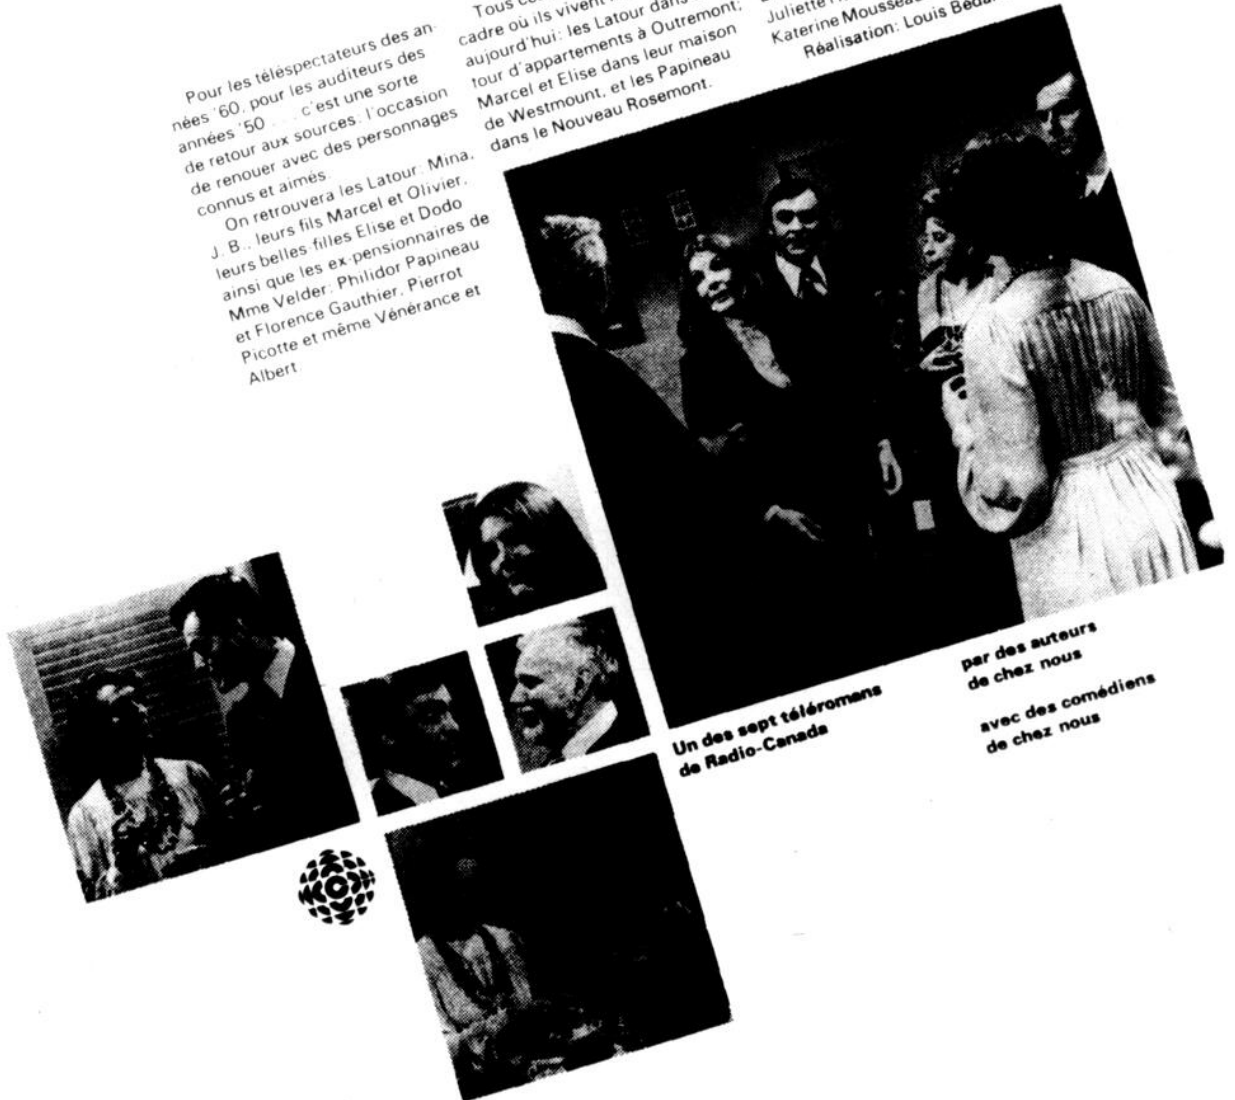 Pour les téléspectateurs des an-
nées '60, pour les auditeurs des
années '50 . . . c'est une sorte
de retour aux sources: l'occasion
de renouer avec des personnages
connus et aimés.
On retrouvera les Latour: Mina,
J. B., leurs fils Marcel et Olivier,
leurs belles-filles Elise et Dodo
ainsi que les ex-pensionnaires de
Mme Velder: Philidor Papineau
et Florence Gauthier, Pierrot
Picotte et même Vénérance et
Albert.
Tous
cadre où ils vivent
aujourd'hui: les Latour dans
tour d'appartements à Outremont;
Marcel et Elise dans leur maison
de Westmount, et les Papineau
dans le Nouveau Rosemont.
Juliette
Katerine Mousseau
Réalisation: Louis
Un des sept téléromans
de Radio-Canada
par des auteurs
de chez nous
avec des comédiens
de chez nous